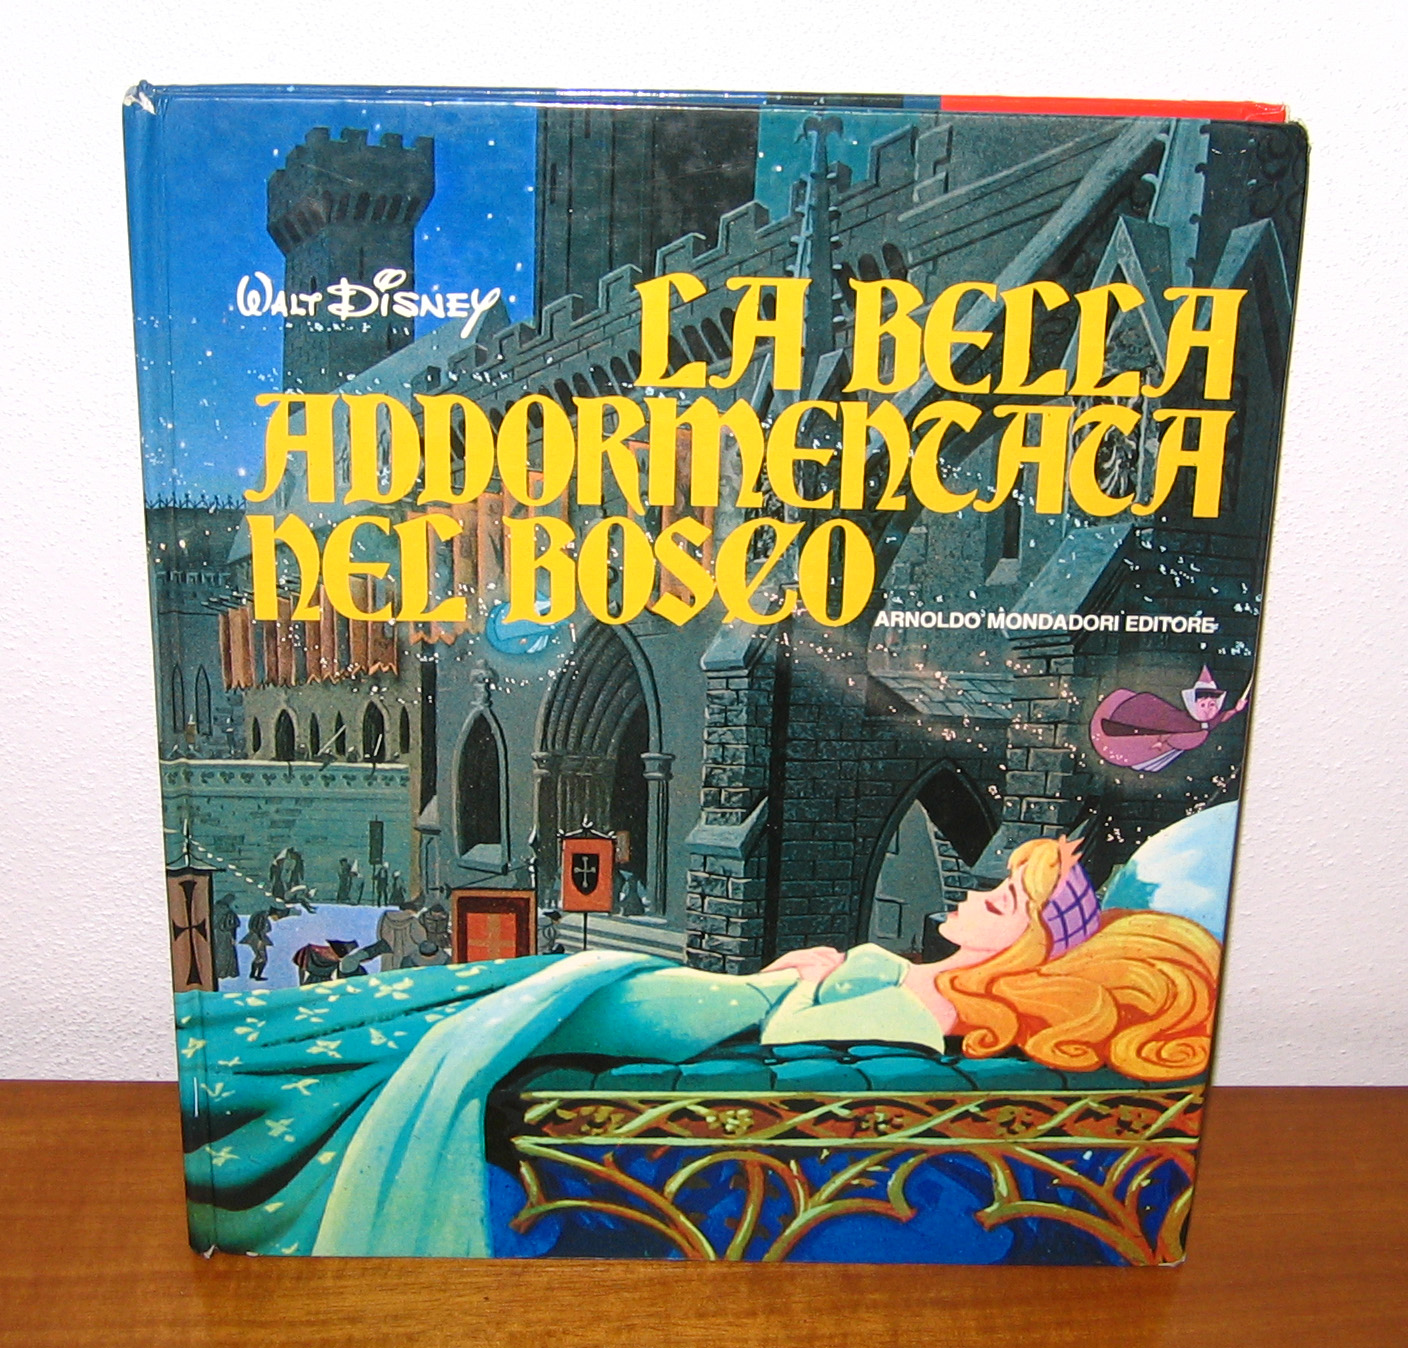 WALT DISNEY
LA BELLA
ADDORMENTATA
NEL BOSCO
ARNOLDO MONDADORI EDITORE